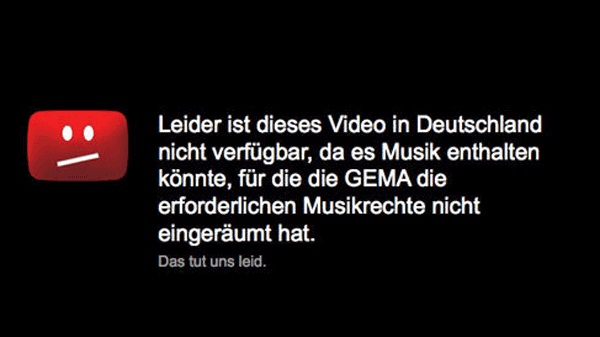 Leider ist dieses Video in Deutschland
nicht verfügbar, da es Musik enthalten
könnte, für die die GEMA die
erforderlichen Musikrechte nicht
eingeräumt hat.
Das tut uns leid.